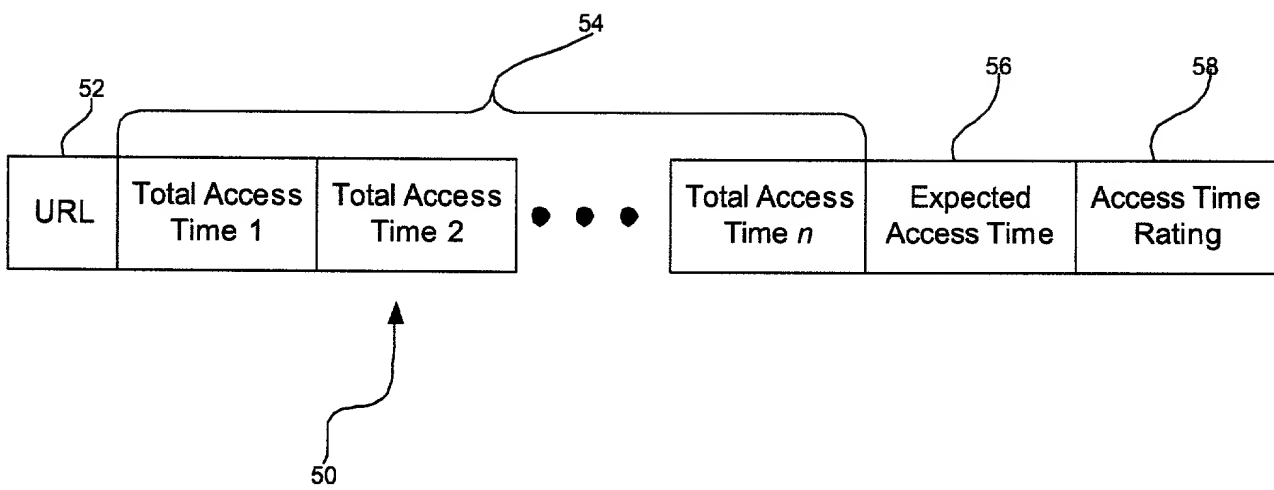 54
52
56
58
URL
Total Access
Time 1
Total Access
Time 2
Total Access
Time n
Expected
Access Time
Access Time
Rating
50